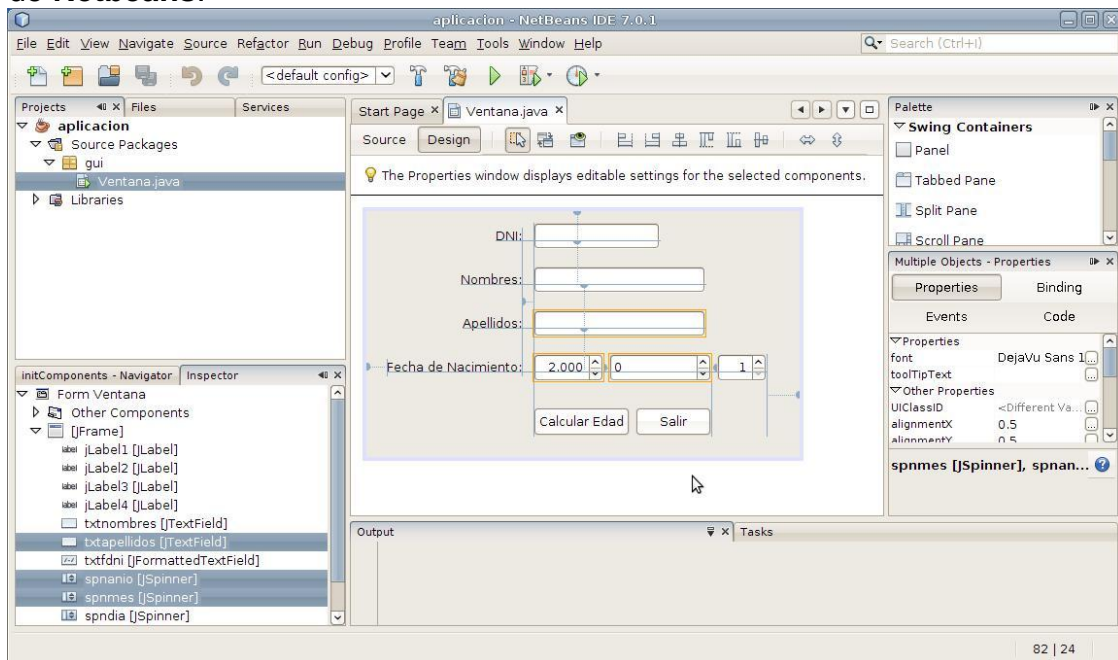 de Netbeans.
aplicacion - NetBeans IDE 7.0.1
File Edit View Navigate Source Refactor Run Debug Profile Team Tools Window Help
Search (Ctrl+I)
<default config>
Projects Files Services
aplicacion
Source Packages
gui
Ventana.java
Libraries
Start Page Ventana.java
Source Design
The Properties window displays editable settings for the selected components.
DNI:
Nombres:
Apellidos:
Fecha de Nacimiento: 2.000 0 1
Calcular Edad Salir
Palette
Swing Containers
Panel
Tabbed Pane
Split Pane
Scroll Pane
Multiple Objects - Properties
Properties Binding
Events Code
Properties
font DejaVu Sans 1...
toolTipText ...
Other Properties
UIClassID <Different Va... ...
alignmentX 0.5 ...
alignmentY 0.5
spnmes [JSpinner], spnan...
initComponents - Navigator Inspector
Form Ventana
Other Components
[JFrame]
label jLabel1 [JLabel]
label jLabel2 [JLabel]
label jLabel3 [JLabel]
label jLabel4 [JLabel]
txtnombres [JTextField]
txtapellidos [JTextField]
txtfdni [JFormattedTextField]
spnanio [JSpinner]
spnmes [JSpinner]
spndia [JSpinner]
Output Tasks
82 | 24